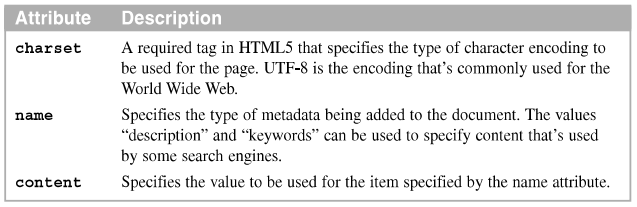 Attribute Description
charset A required tag in HTML5 that specifies the type of character encoding to
be used for the page. UTF-8 is the encoding that's commonly used for the
World Wide Web.
name Specifies the type of metadata being added to the document. The values
“description” and “keywords” can be used to specify content that's used
by some search engines.
content Specifies the value to be used for the item specified by the name attribute.